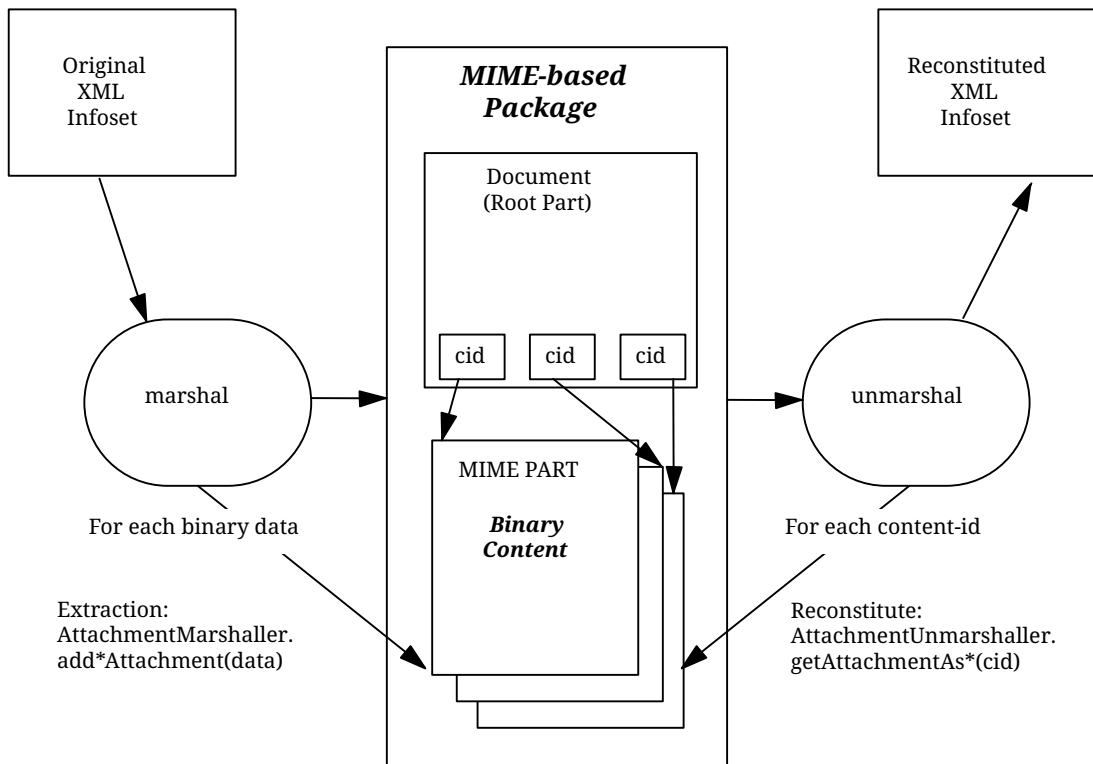 Original
XML
Infoset
MIME-based
Package
Reconstituted
XML
Infoset
Document
(Root Part)
cid
cid
cid
marshal
unmarshal
MIME PART
Binary
Content
For each binary data
For each content-id
Extraction:
AttachmentMarshaller.
add*Attachment(data)
Reconstitute:
AttachmentUnmarshaller.
getAttachmentAs*(cid)